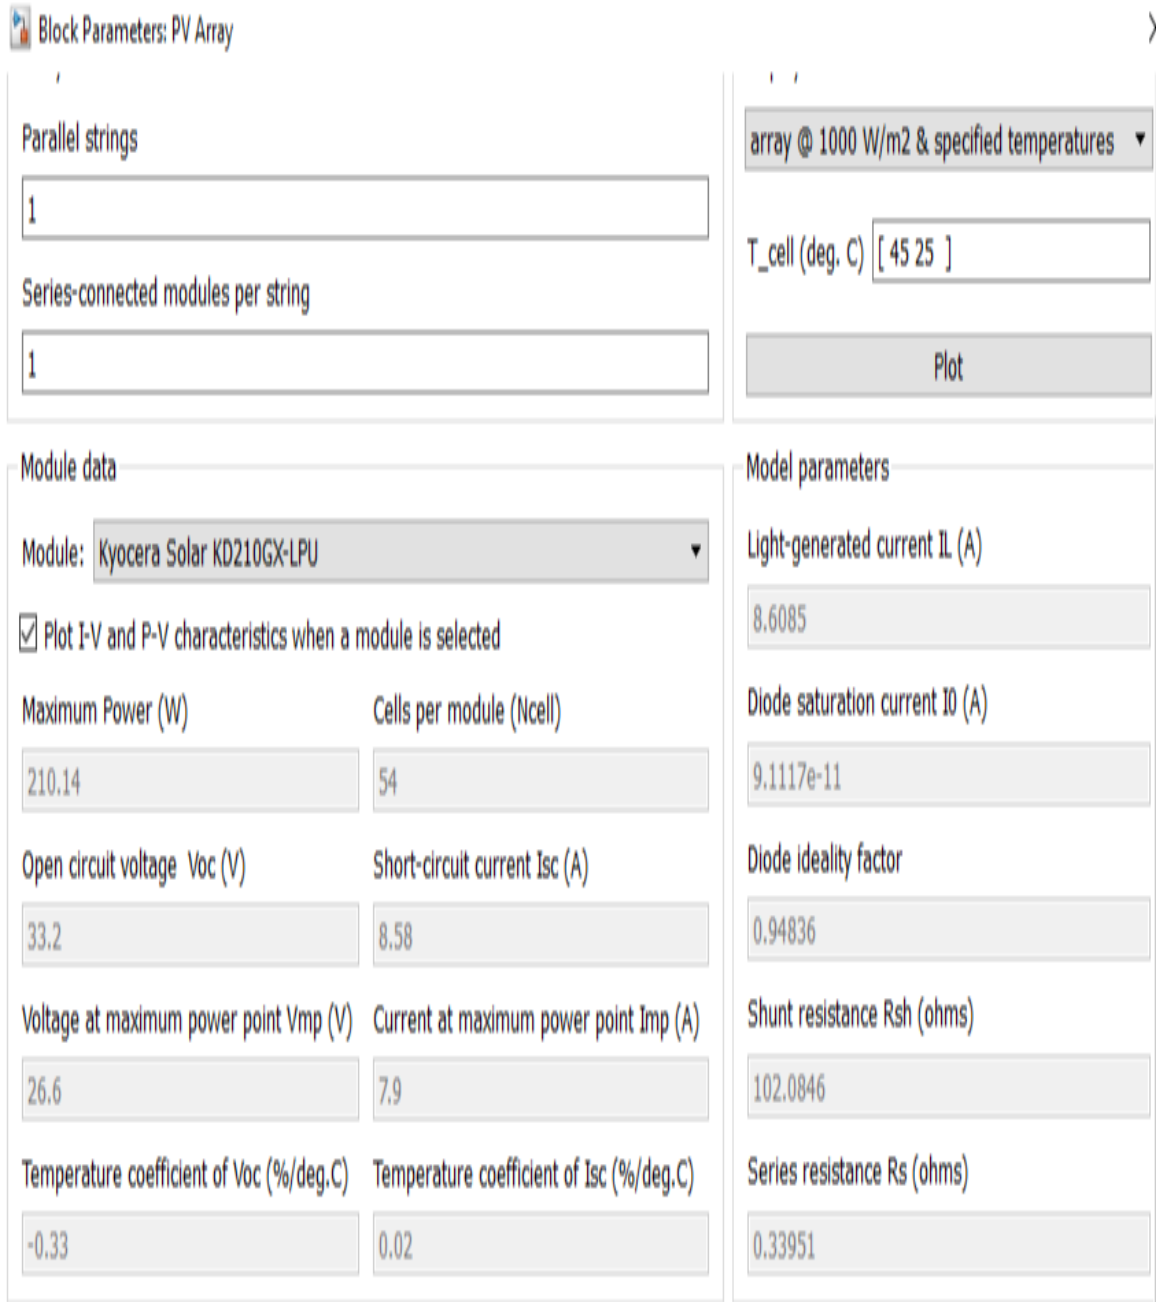 Block Parameters: PV Array
Parallel strings
1
Series-connected modules per string
1
array @ 1000 W/m2 & specified temperatures
T_cell (deg. C) [ 45 25 ]
Plot
Module data
Module: Kyocera Solar KD210GX-LPU
Plot I-V and P-V characteristics when a module is selected
Maximum Power (W) Cells per module (Ncell)
210.14 54
Open circuit voltage Voc (V) Short-circuit current Isc (A)
33.2 8.58
Voltage at maximum power point Vmp (V) Current at maximum power point Imp (A)
26.6 7.9
Temperature coefficient of Voc (%/deg.C) Temperature coefficient of Isc (%/deg.C)
-0.33 0.02
Model parameters
Light-generated current IL (A)
8.6085
Diode saturation current I0 (A)
9.1117e-11
Diode ideality factor
0.94836
Shunt resistance Rsh (ohms)
102.0846
Series resistance Rs (ohms)
0.33951